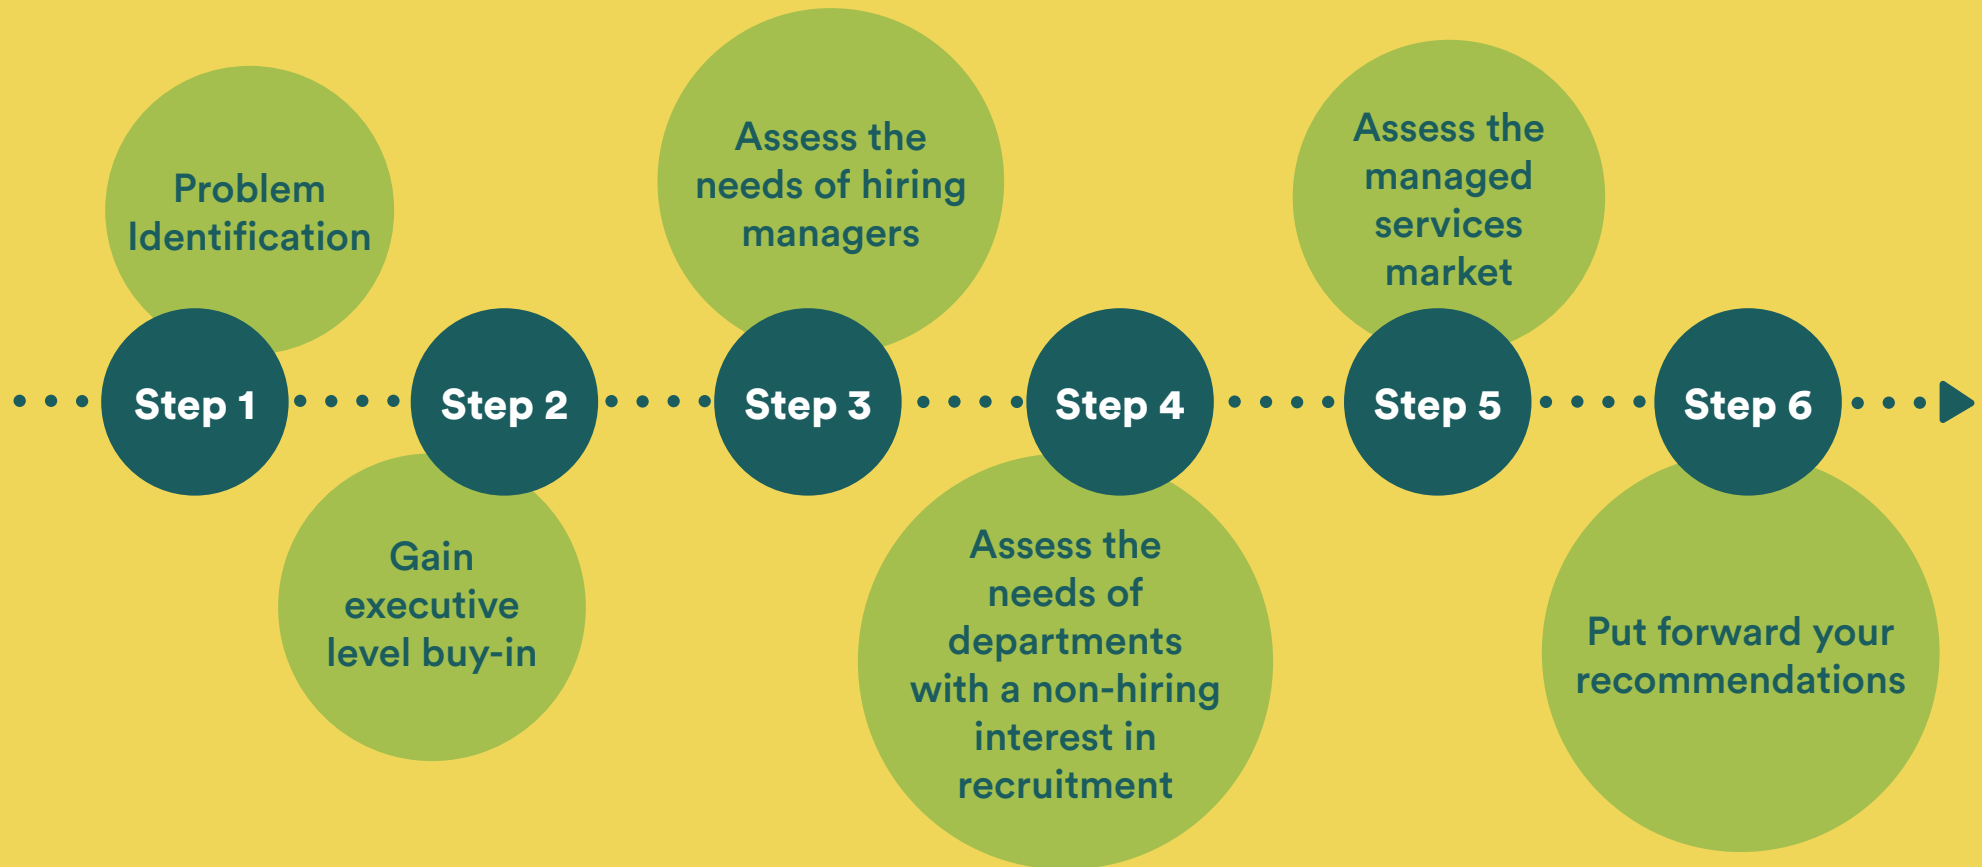 Step 1
Problem
Identification
Step 2
Gain
executive
level buy-in
Step 3
Assess the
needs of hiring
managers
Step 4
Assess the
needs of
departments
with a non-hiring
interest in
recruitment
Step 5
Assess the
managed
services
market
Step 6
Put forward your
recommendations